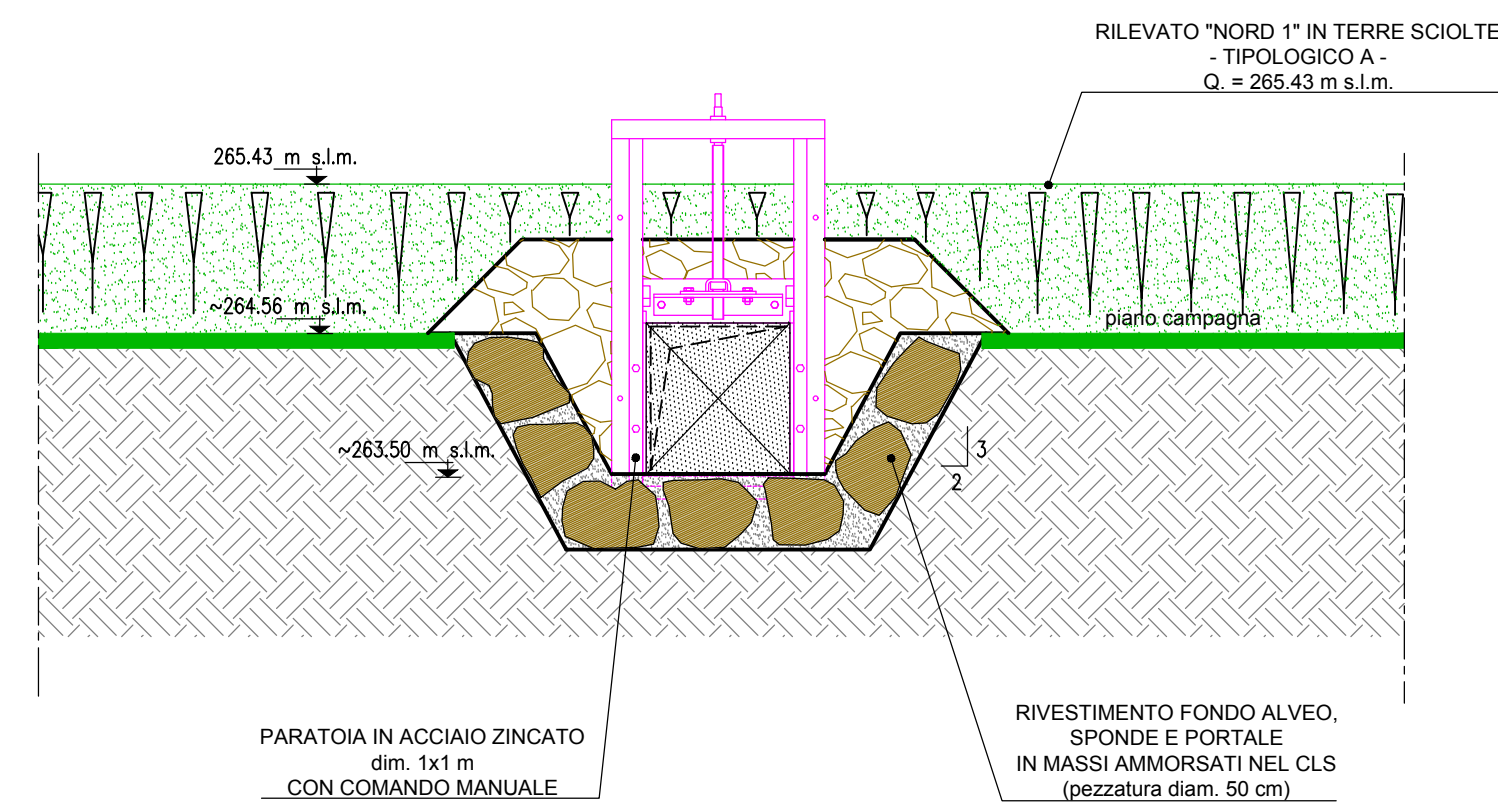 RILEVATO "NORD 1" IN TERRE SCIOLTE
- TIPOLOGICO A -
Q. = 265.43 m s.l.m.
265.43 m s.l.m.
~264.56 m s.l.m.
piano campagna
~263.50 m s.l.m.
3
2
PARATOIA IN ACCIAIO ZINCATO
dim. 1x1 m
CON COMANDO MANUALE
RIVESTIMENTO FONDO ALVEO,
SPONDE E PORTALE
IN MASSI AMMORSATI NEL CLS
(pezzatura diam. 50 cm)